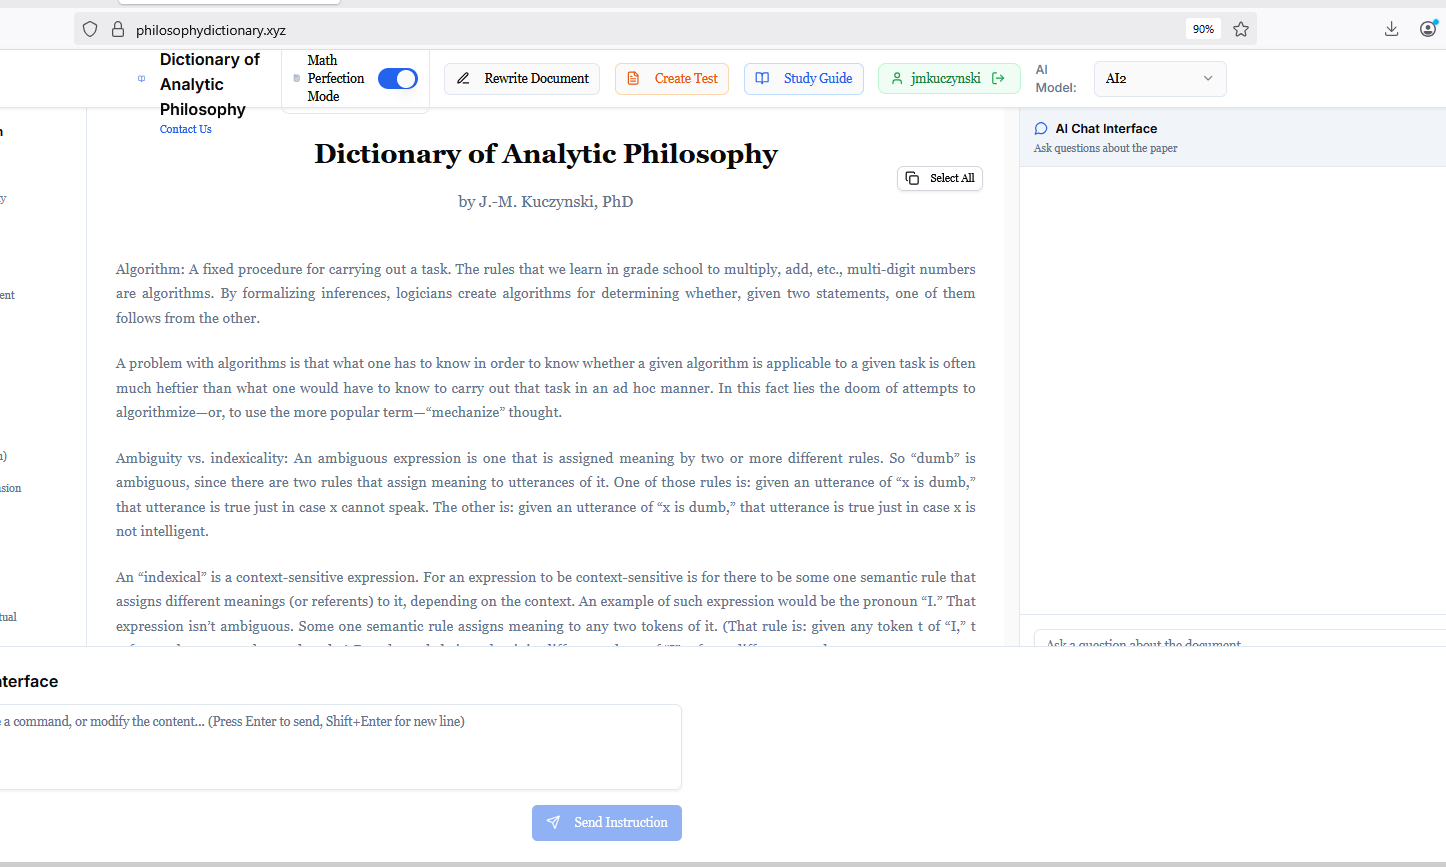 philosophydictionary.xyz
90%
Dictionary of
Analytic
Philosophy
Contact Us
Math
Perfection
Mode
Rewrite Document
Create Test
Study Guide
jmkuczynski
AI
Model:
AI2
Dictionary of Analytic Philosophy
by J.-M. Kuczynski, PhD
Select All
Algorithm: A fixed procedure for carrying out a task. The rules that we learn in grade school to multiply, add, etc., multi-digit numbers
are algorithms. By formalizing inferences, logicians create algorithms for determining whether, given two statements, one of them
follows from the other.
A problem with algorithms is that what one has to know in order to know whether a given algorithm is applicable to a given task is often
much heftier than what one would have to know to carry out that task in an ad hoc manner. In this fact lies the doom of attempts to
algorithmize—or, to use the more popular term—“mechanize” thought.
Ambiguity vs. indexicality: An ambiguous expression is one that is assigned meaning by two or more different rules. So “dumb” is
ambiguous, since there are two rules that assign meaning to utterances of it. One of those rules is: given an utterance of “x is dumb,”
that utterance is true just in case x cannot speak. The other is: given an utterance of “x is dumb,” that utterance is true just in case x is
not intelligent.
An “indexical” is a context-sensitive expression. For an expression to be context-sensitive is for there to be some one semantic rule that
assigns different meanings (or referents) to it, depending on the context. An example of such expression would be the pronoun “I.” That
expression isn’t ambiguous. Some one semantic rule assigns meaning to any two tokens of it. (That rule is: given any token t of “I,” t
AI Chat Interface
Ask questions about the paper
Ask a question about the document
nterface
a command, or modify the content... (Press Enter to send, Shift+Enter for new line)
Send Instruction